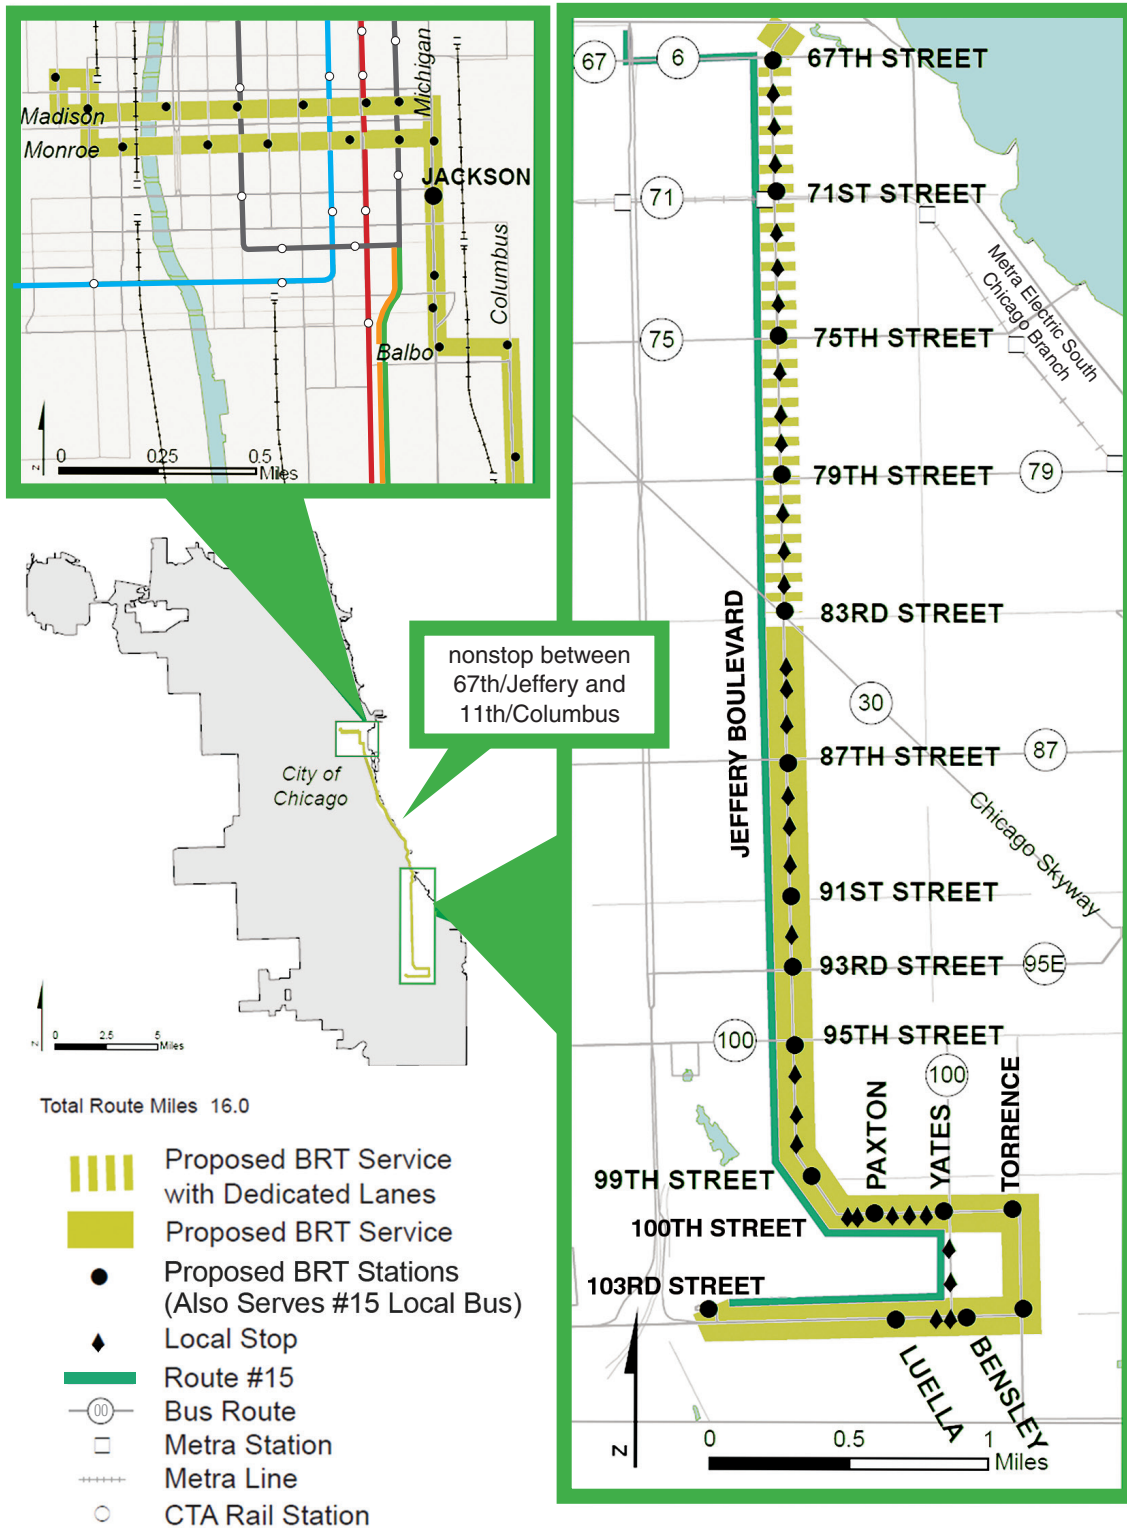 Michigan
Madison
Monroe
JACKSON
Columbus
Balbo
z
0
0.25
0.5
Miles
nonstop between
67th/Jeffery and
11th/Columbus
City of
Chicago
z
0
2.5
5
Miles
Total Route Miles 16.0
Proposed BRT Service
with Dedicated Lanes
Proposed BRT Service
Proposed BRT Stations
(Also Serves #15 Local Bus)
Local Stop
Route #15
00
Bus Route
Metra Station
Metra Line
CTA Rail Station
67
6
67TH STREET
71
71ST STREET
Metra Electric South
Chicago Branch
75
75TH STREET
79TH STREET
79
83RD STREET
JEFFERY BOULEVARD
30
87TH STREET
87
Chicago Skyway
91ST STREET
93RD STREET
95E
100
95TH STREET
100
PAXTON
YATES
TORRENCE
99TH STREET
100TH STREET
103RD STREET
LUELLA
BENSLEY
z
0
0.5
1
Miles